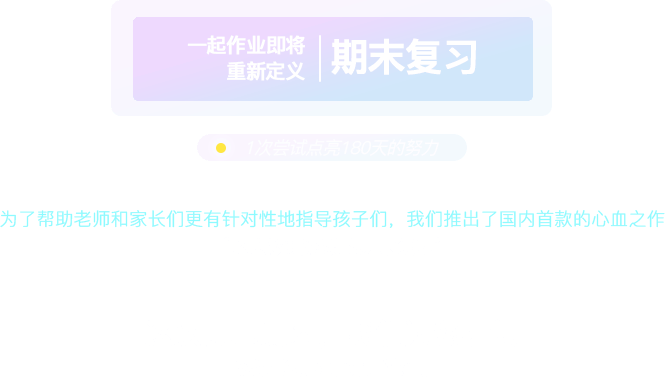 一起作业即将
重新定义
期末复习
1次尝试点亮180天的努力
为了帮助老师和家长们更有针对性地指导孩子们，我们推出了国内首款的心血之作